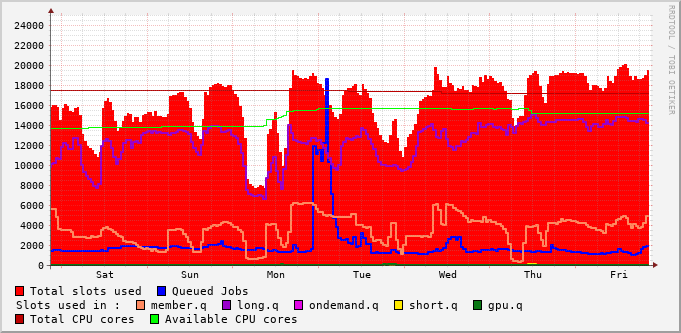 24000
22000
20000
18000
16000
14000
12000
10000
8000
6000
4000
2000
0
Sat Sun Mon Tue Wed Thu Fri
Total slots used Queued Jobs
Slots used in : member.q long.q ondemand.q short.q gpu.q
Total CPU cores Available CPU cores
RRDTOOL / TOBI OETIKER